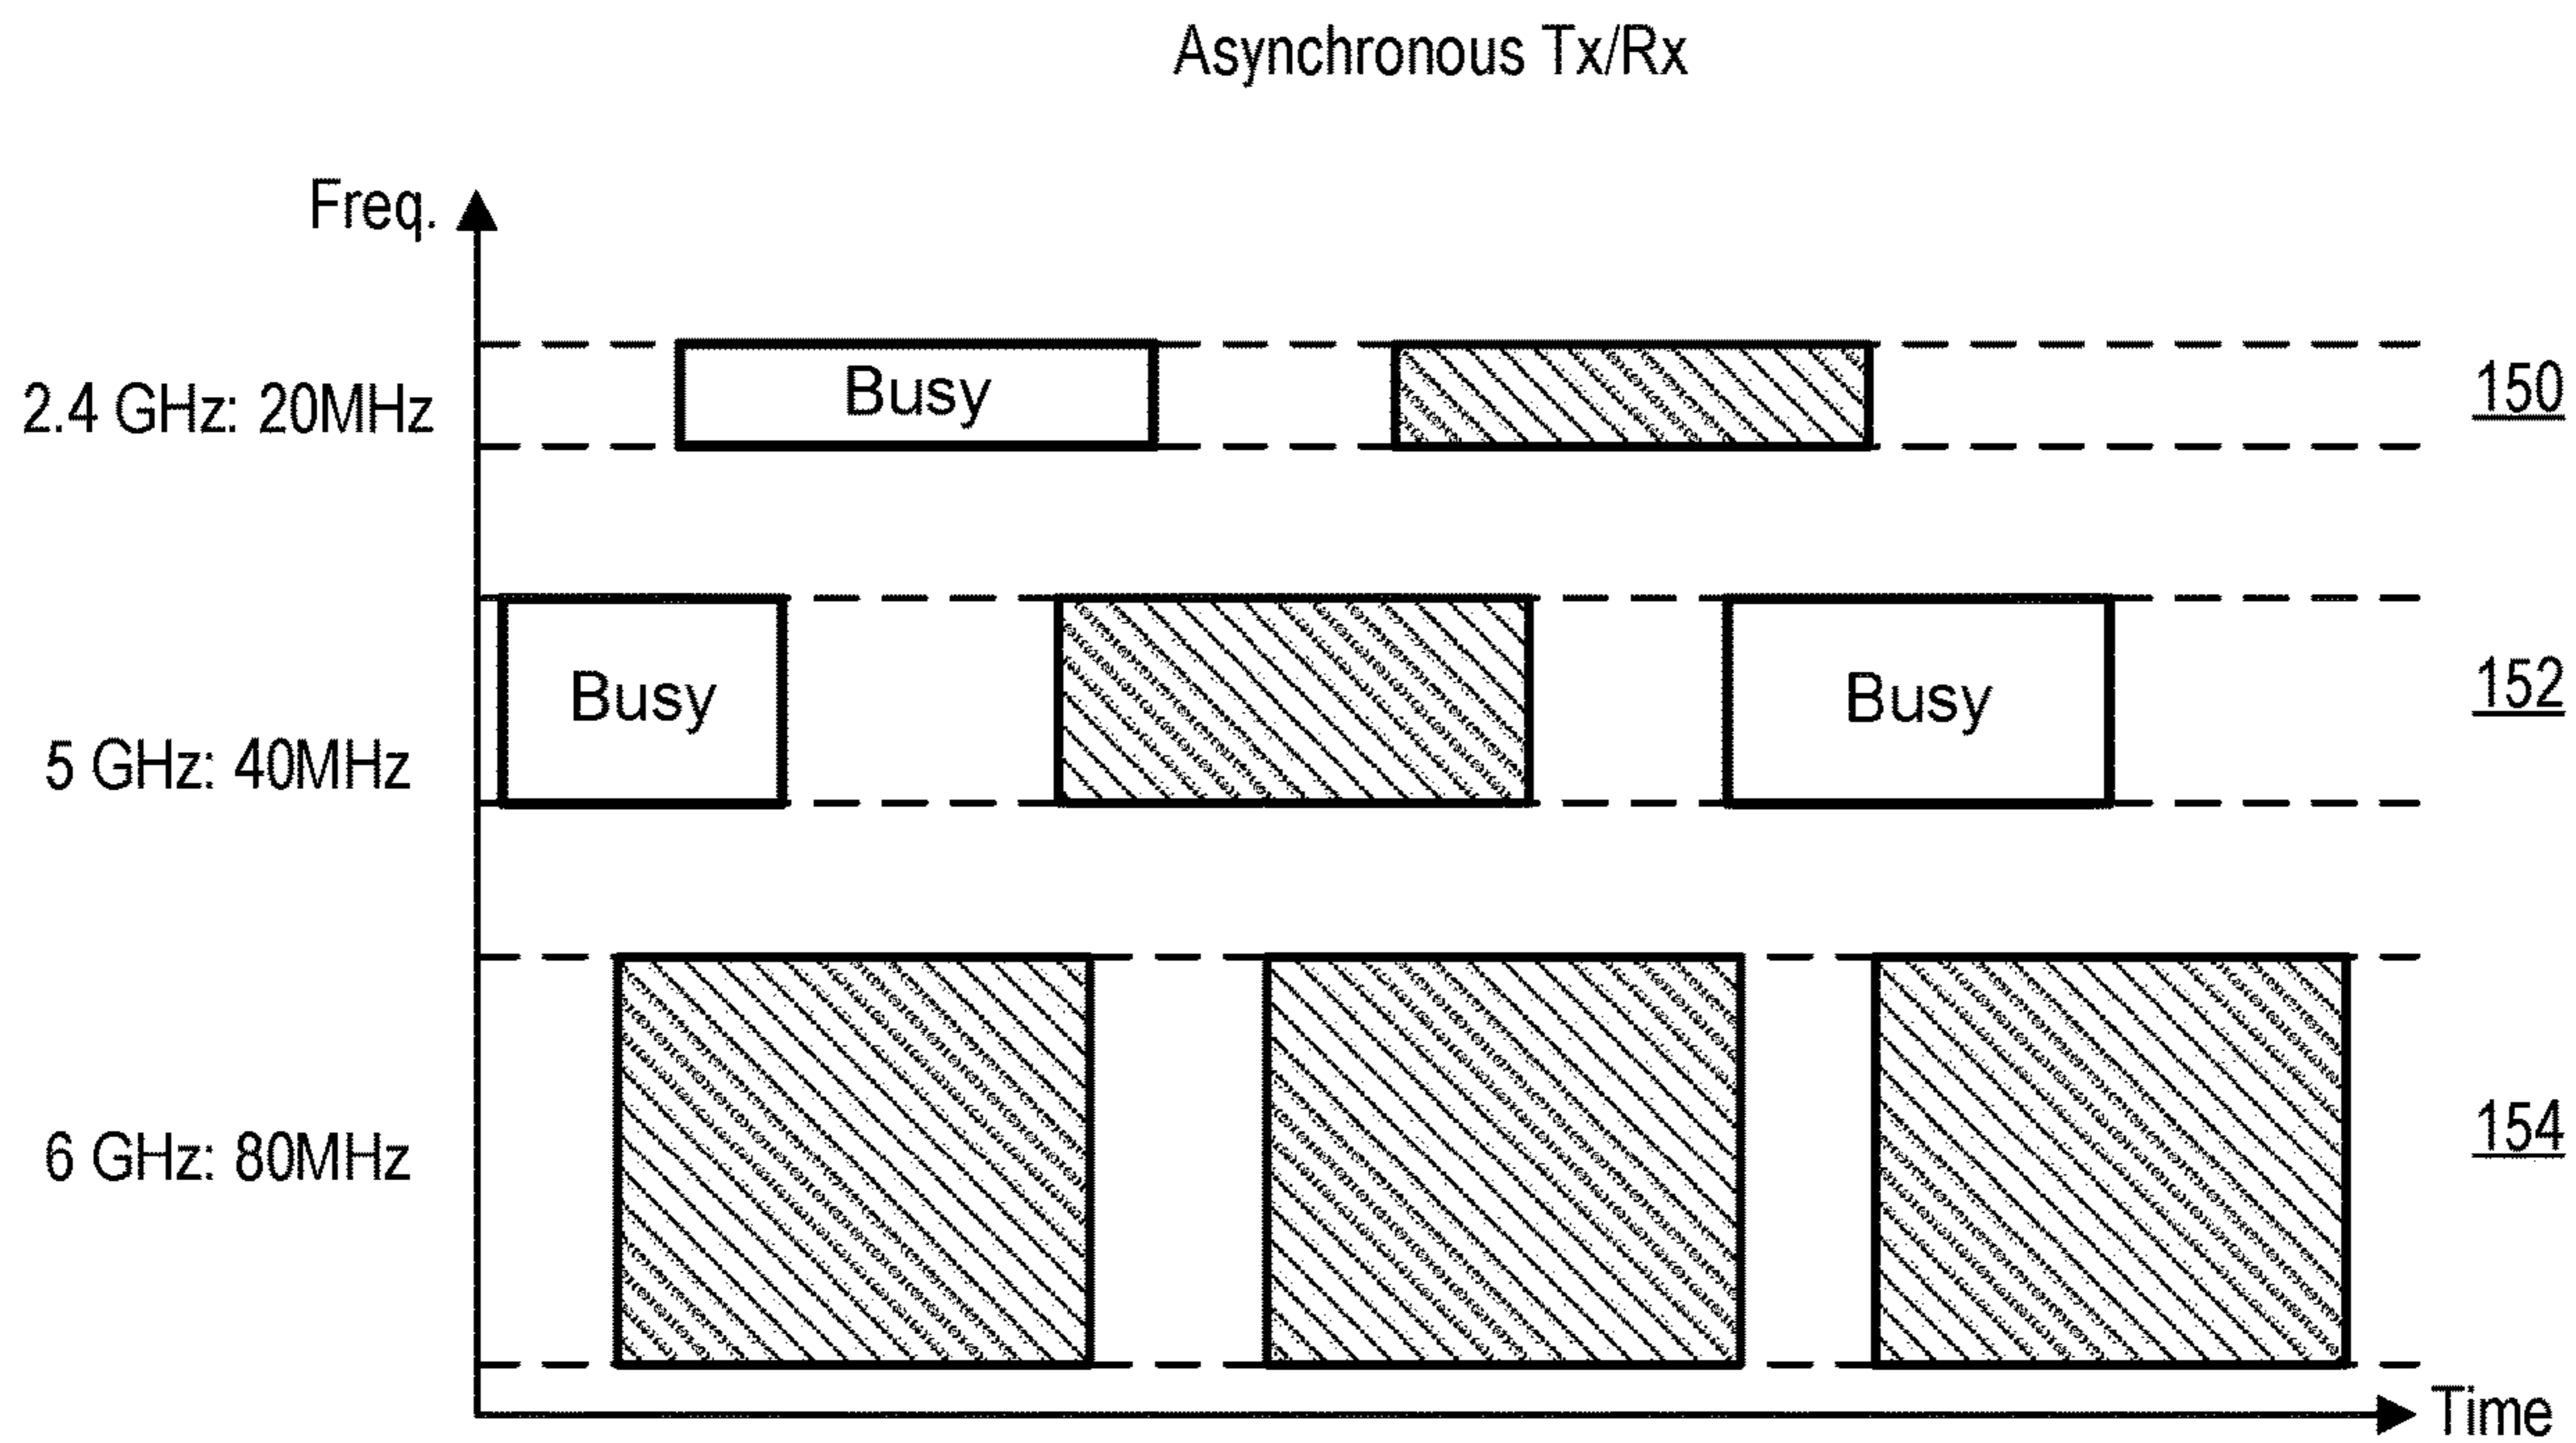 Asynchronous Tx/Rx
Freq.
2.4 GHz: 20MHz
Busy
150
5 GHz: 40MHz
Busy
Busy
152
6 GHz: 80MHz
154
Time